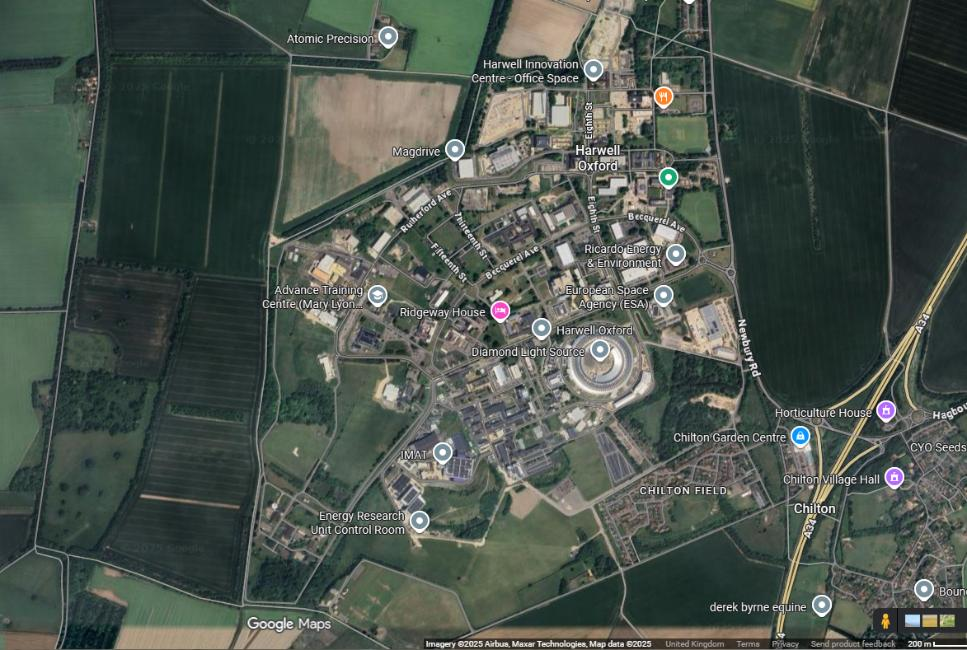 Atomic Precision
Harwell Innovation
Centre - Office Space
Eighth St
Magdrive
Harwell
Oxford
Rutherford Ave
Thirteenth St
Eighth St
Becquerel Ave
Fifteenth St
Becquerel Ave
Ricardo Energy
& Environment
Advance Training
Centre (Mary Lyon...
European Space
Agency (ESA)
Ridgeway House
Harwell Oxford
Diamond Light Source
Newbury Rd
A34
Horticulture House
Hagbou
Chilton Garden Centre
CYO Seeds
IMAT
Chilton Village Hall
CHILTON FIELD
Chilton
Energy Research
Unit Control Room
A34
Boun
derek byrne equine
Google Maps
Imagery ©2025 Airbus, Maxar Technologies, Map data ©2025 United Kingdom Terms Privacy Send product feedback 200 m